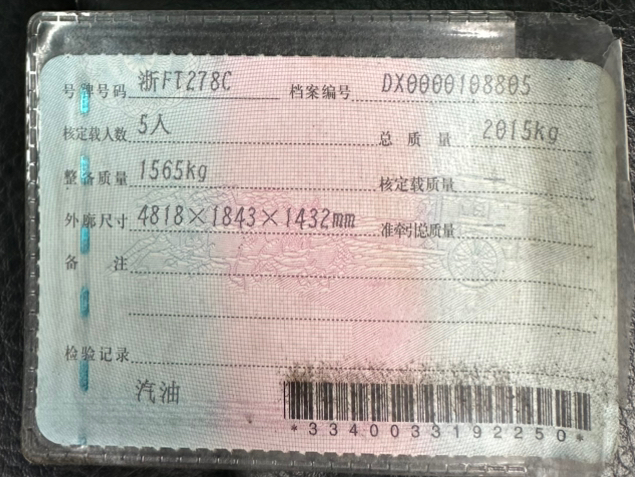 号牌号码 浙FT278C 档案编号 DX0000108805
核定载人数 5人 总质量 2015kg
整备质量 1565kg 核定载质量 --
外廓尺寸 4818×1843×1432mm 准牵引总质量 --
备注
检验记录
汽油
*3340033192250*